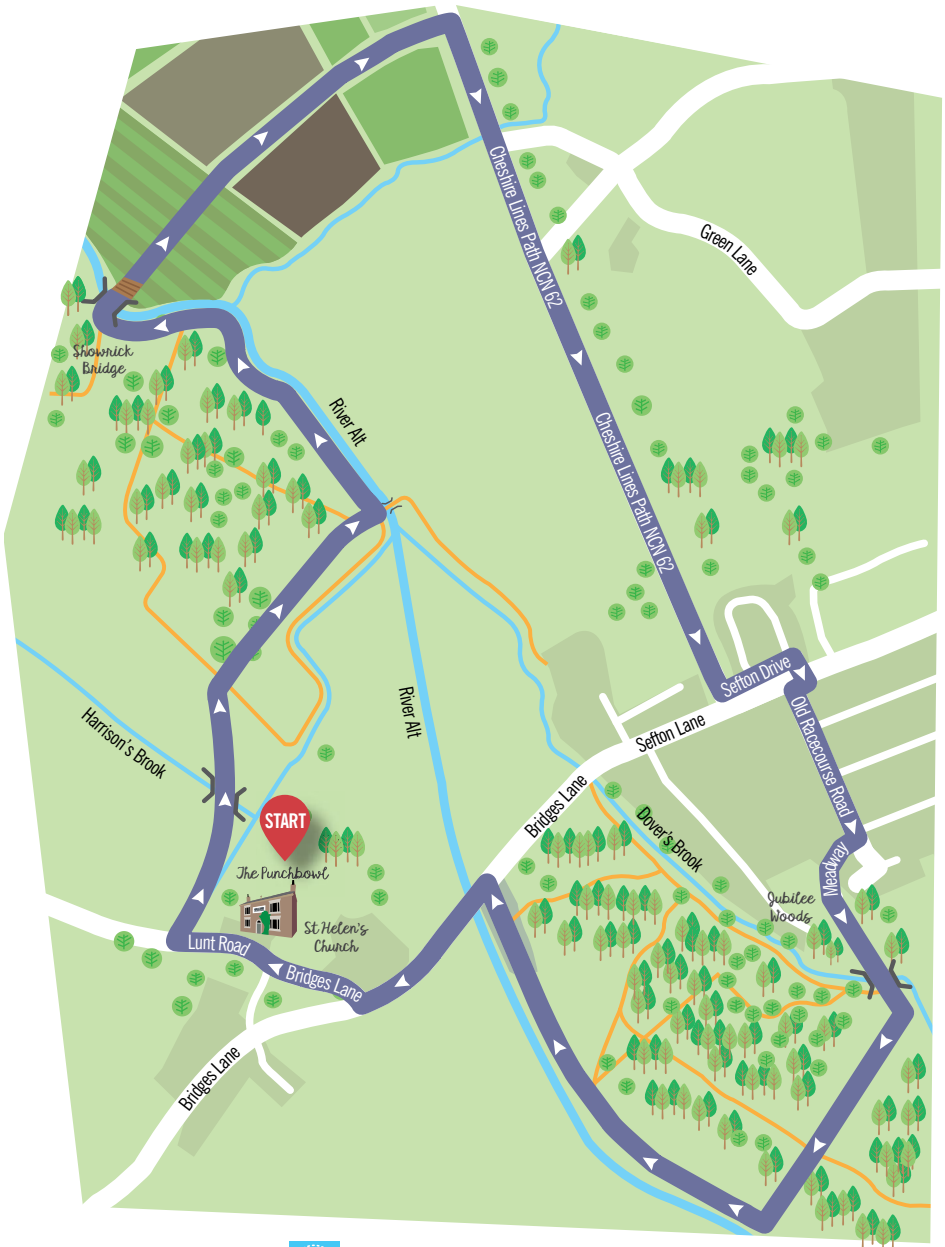 Cheshire Lines Path NCN 62
Green Lane
Showrick
Bridge
River Alt
Cheshire Lines Path NCN 62
Sefton Drive
River Alt
Sefton Lane
Old Racecourse Road
Harrison's Brook
Bridges Lane
START
Dover's Brook
Meadway
The Punchbowl
Jubilee
Woods
St Helen's
Church
Lunt Road
Bridges Lane
Bridges Lane